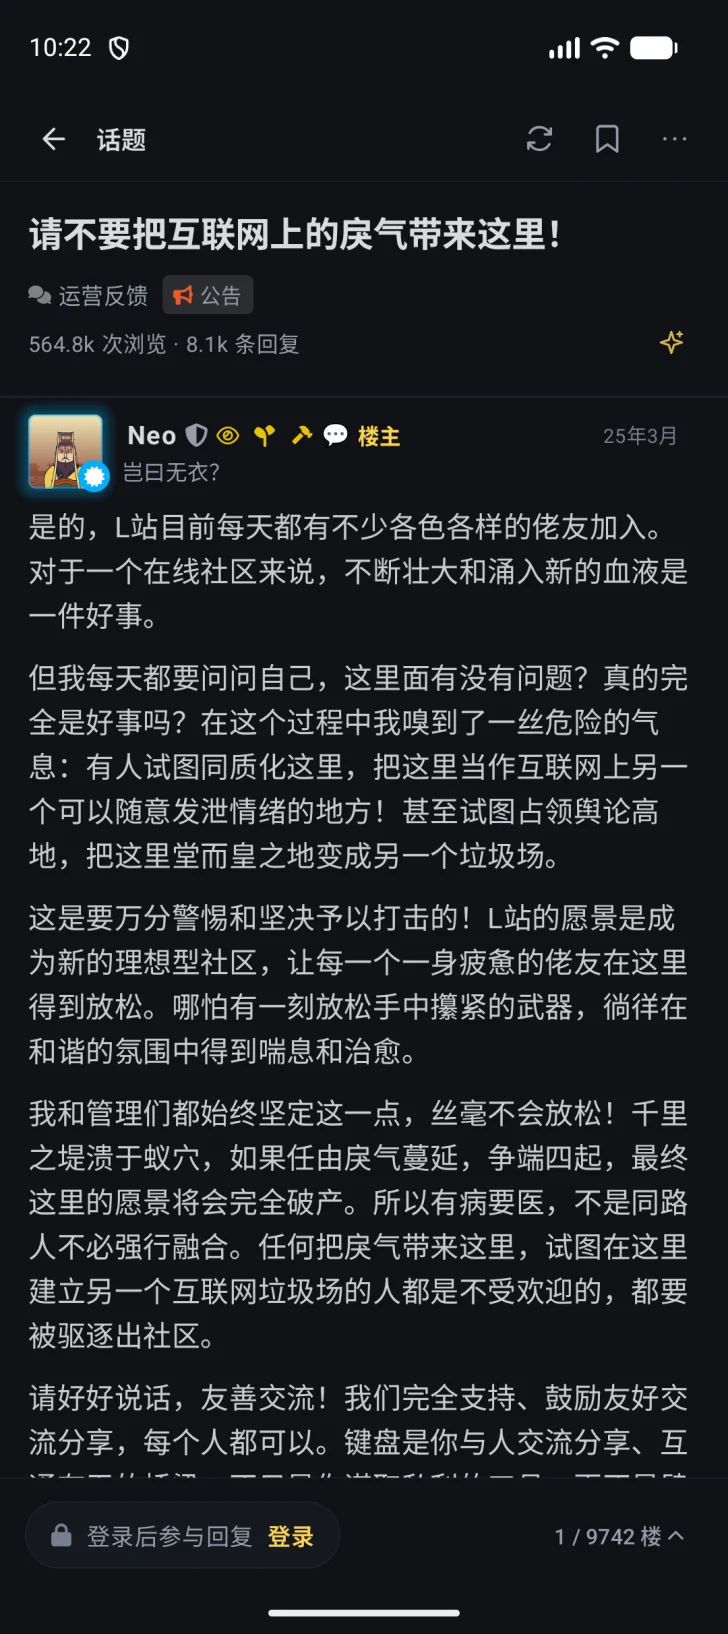 10:22
话题
请不要把互联网上的戾气带来这里！
运营反馈 公告
564.8k 次浏览 · 8.1k 条回复
Neo 楼主 25年3月
岂曰无衣？
是的，L站目前每天都有不少各色各样的佬友加入。
对于一个在线社区来说，不断壮大和涌入新的血液是
一件好事。
但我每天都要问问自己，这里面有没有问题？真的完
全是好事吗？在这个过程中我嗅到了一丝危险的气
息：有人试图同质化这里，把这里当作互联网上另一
个可以随意发泄情绪的地方！甚至试图占领舆论高
地，把这里堂而皇之地变成另一个垃圾场。
这是要万分警惕和坚决予以打击的！L站的愿景是成
为新的理想型社区，让每一个一身疲惫的佬友在这里
得到放松。哪怕有一刻放松手中攥紧的武器，徜徉在
和谐的氛围中得到喘息和治愈。
我和管理们都始终坚定这一点，丝毫不会放松！千里
之堤溃于蚁穴，如果任由戾气蔓延，争端四起，最终
这里的愿景将会完全破产。所以有病要医，不是同路
人不必强行融合。任何把戾气带来这里，试图在这里
建立另一个互联网垃圾场的人都是不受欢迎的，都要
被驱逐出社区。
请好好说话，友善交流！我们完全支持、鼓励友好交
流分享，每个人都可以。键盘是你与人交流分享、互
登录后参与回复 登录 1 / 9742 楼